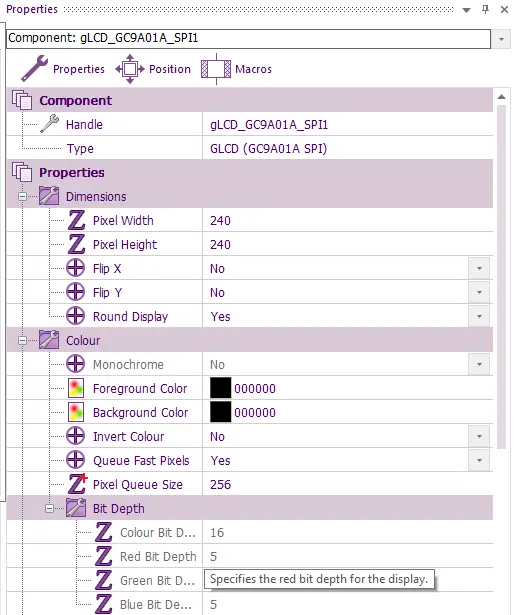 Properties
Component: gLCD_GC9A01A_SPI1
Properties Position Macros
Component
Handle gLCD_GC9A01A_SPI1
Type GLCD (GC9A01A SPI)
Properties
Dimensions
Pixel Width 240
Pixel Height 240
Flip X No
Flip Y No
Round Display Yes
Colour
Monochrome No
Foreground Color 000000
Background Color 000000
Invert Colour No
Queue Fast Pixels Yes
Pixel Queue Size 256
Bit Depth
Colour Bit D... 16
Red Bit Depth 5
Green Bit D... Specifies the red bit depth for the display.
Blue Bit De... 5